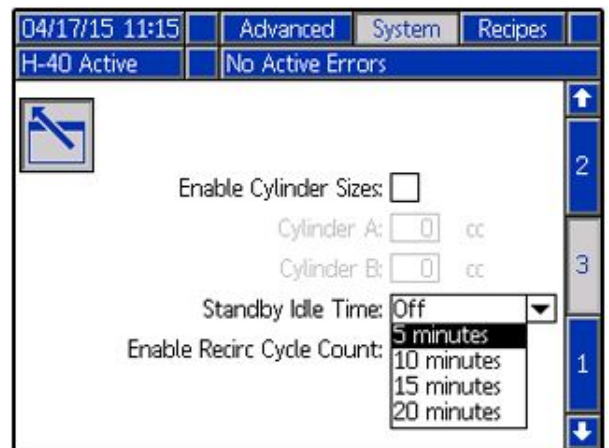 04/17/15 11:15 Advanced System Recipes
H-40 Active No Active Errors
2
Enable Cylinder Sizes:
Cylinder A: 0 cc
Cylinder B: 0 cc
3
Standby Idle Time: Off
5 minutes
Enable Recirc Cycle Count:
10 minutes
1
15 minutes
20 minutes